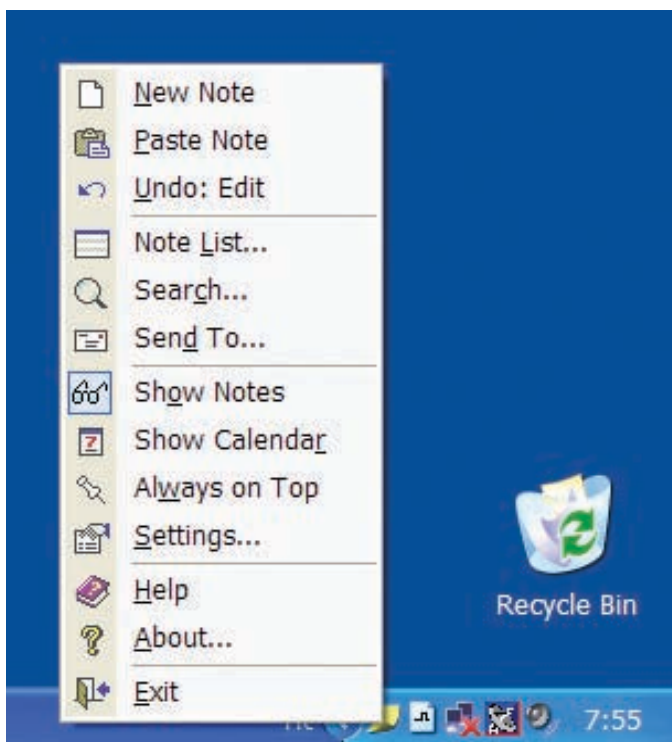 New Note
Paste Note
Undo: Edit
Note List...
Search...
Send To...
Show Notes
Show Calendar
Always on Top
Settings...
Help
About...
Exit
Recycle Bin
7:55